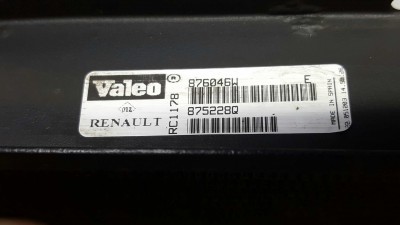 Valeo
RENAULT
RC1178
876046W E
875228Q
MADE IN SPAIN